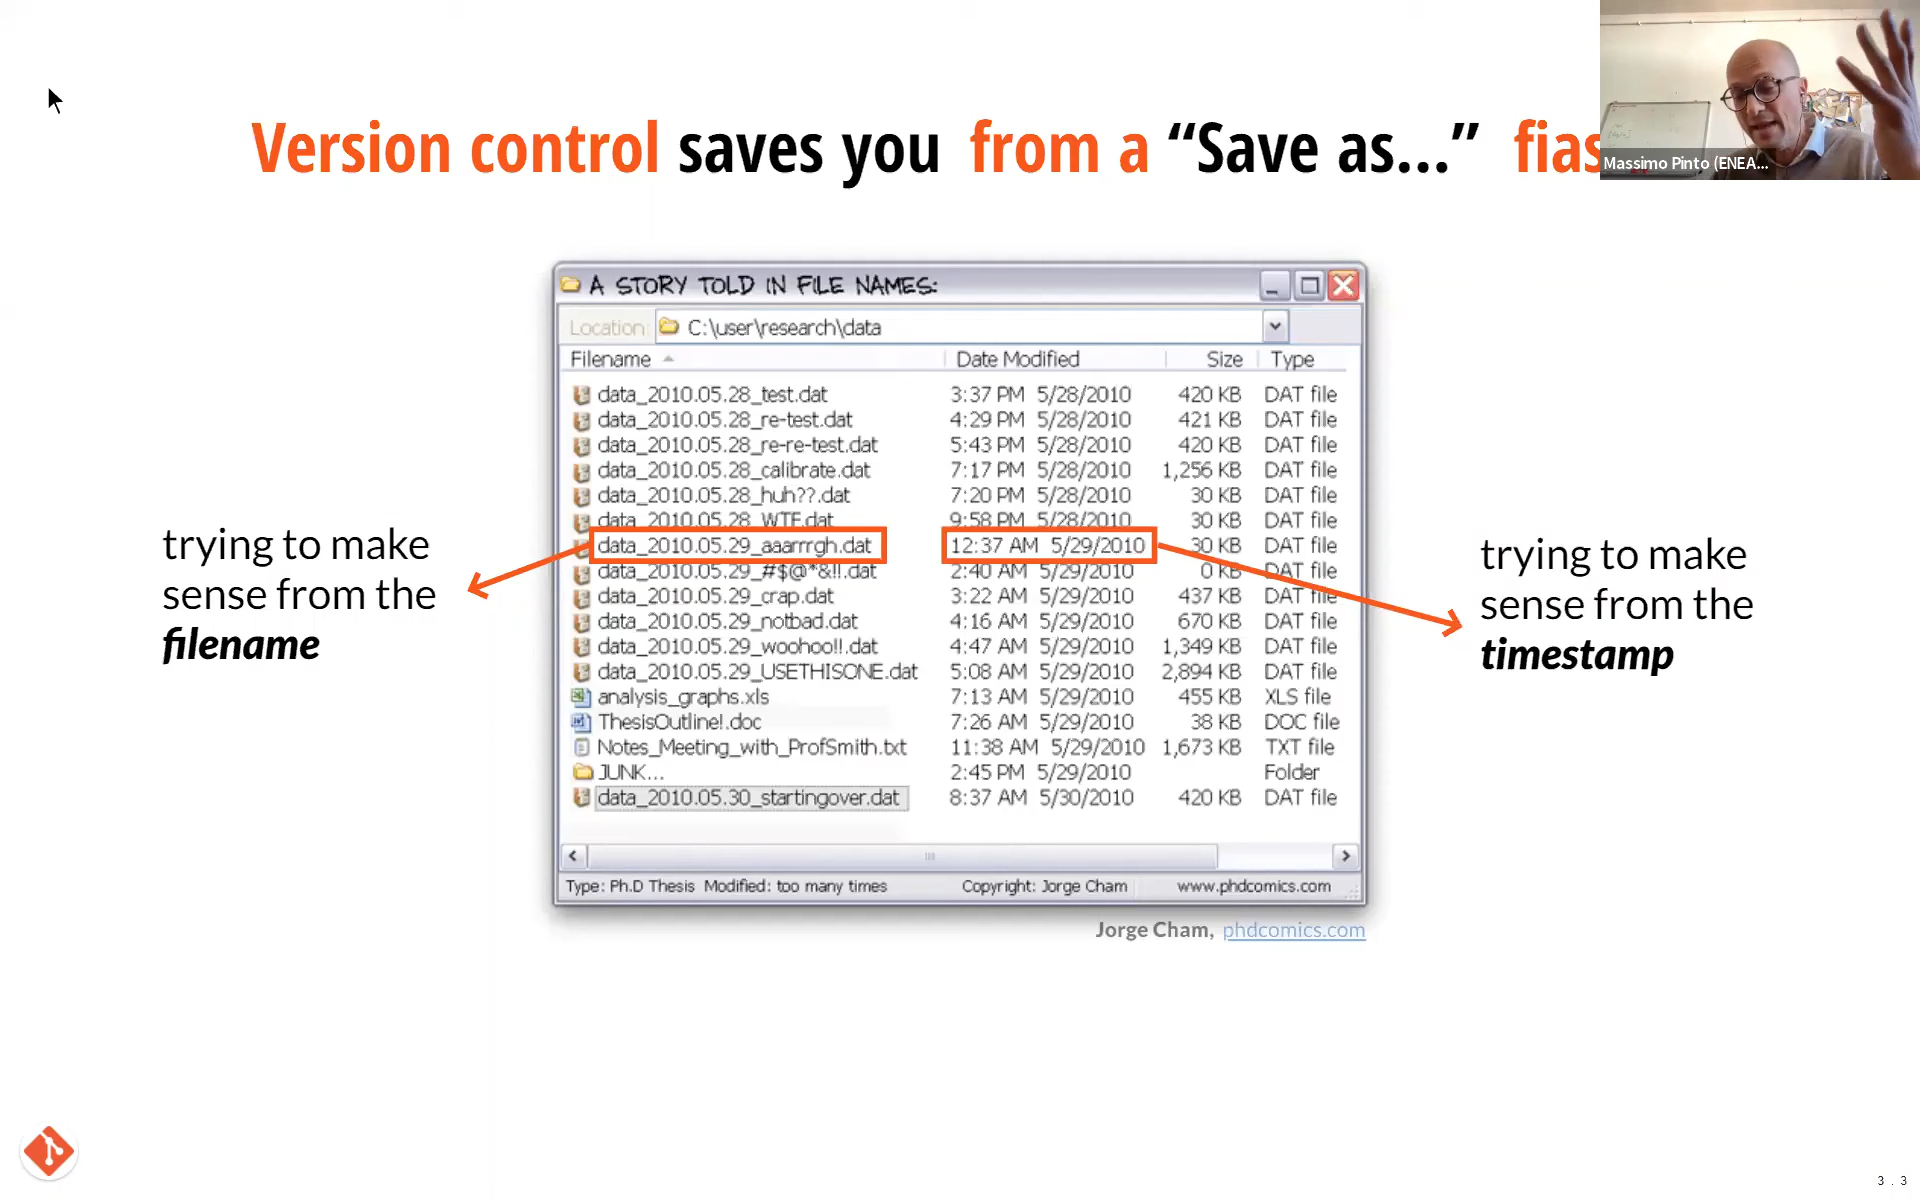 Version control saves you from a “Save as...” fias
Massimo Pinto (ENEA...
A STORY TOLD IN FILE NAMES:
Location: C:\user\research\data
Filename Date Modified Size Type
data_2010.05.28_test.dat 3:37 PM 5/28/2010 420 KB DAT file
data_2010.05.28_re-test.dat 4:29 PM 5/28/2010 421 KB DAT file
data_2010.05.28_re-re-test.dat 5:43 PM 5/28/2010 420 KB DAT file
data_2010.05.28_calibrate.dat 7:17 PM 5/28/2010 1,256 KB DAT file
data_2010.05.28_huh??.dat 7:20 PM 5/28/2010 30 KB DAT file
data_2010.05.28_WTF.dat 9:58 PM 5/28/2010 30 KB DAT file
data_2010.05.29_aaarrrgh.dat 12:37 AM 5/29/2010 30 KB DAT file
data_2010.05.29_#$@*&!!.dat 2:40 AM 5/29/2010 0 KB DAT file
data_2010.05.29_crap.dat 3:22 AM 5/29/2010 437 KB DAT file
data_2010.05.29_notbad.dat 4:16 AM 5/29/2010 670 KB DAT file
data_2010.05.29_woohoo!!.dat 4:47 AM 5/29/2010 1,349 KB DAT file
data_2010.05.29_USETHISONE.dat 5:08 AM 5/29/2010 2,894 KB DAT file
analysis_graphs.xls 7:13 AM 5/29/2010 455 KB XLS file
ThesisOutline!.doc 7:26 AM 5/29/2010 38 KB DOC file
Notes_Meeting_with_ProfSmith.txt 11:38 AM 5/29/2010 1,673 KB TXT file
JUNK... 2:45 PM 5/29/2010 Folder
data_2010.05.30_startingover.dat 8:37 AM 5/30/2010 420 KB DAT file
Type: Ph.D Thesis Modified: too many times Copyright: Jorge Cham www.phdcomics.com
Jorge Cham, phdcomics.com
trying to make
sense from the
filename
trying to make
sense from the
timestamp
3 . 3